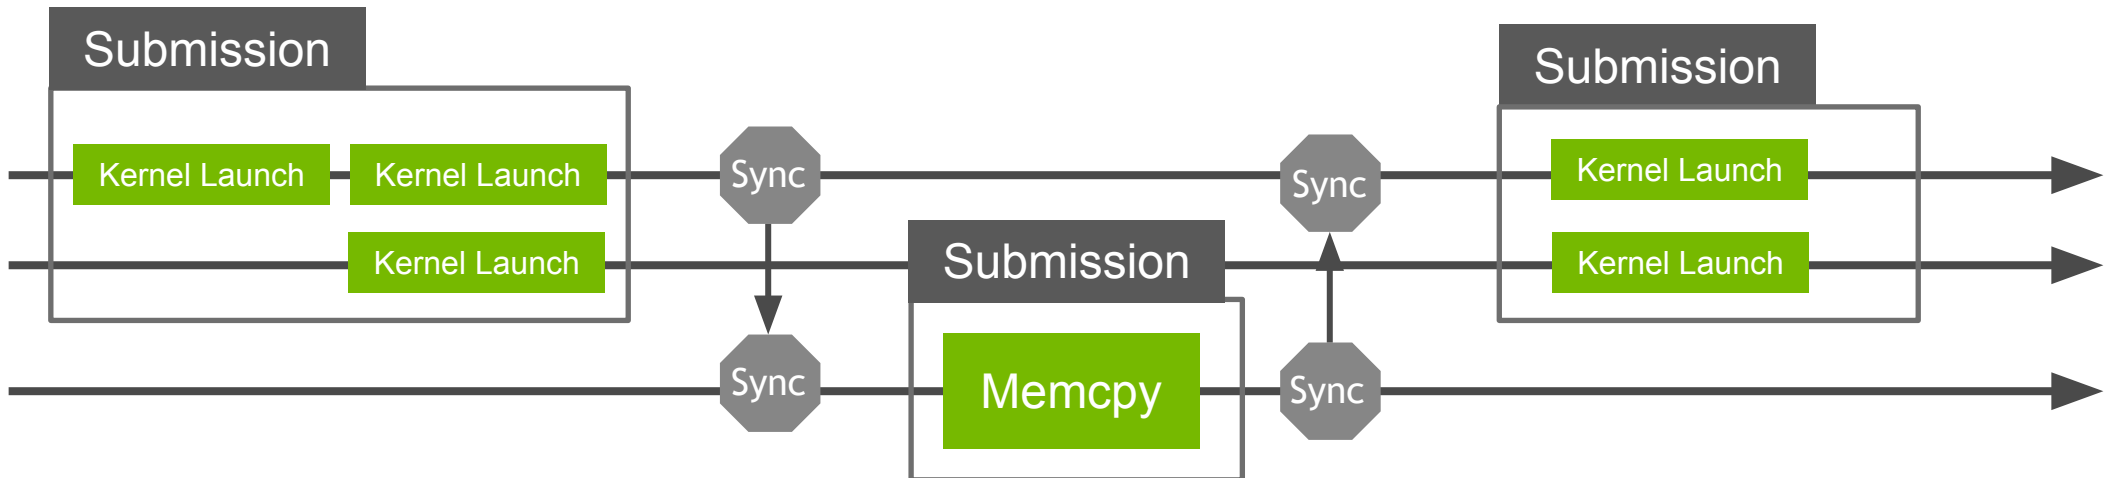 Submission
Kernel Launch
Kernel Launch
Kernel Launch
Sync
Sync
Submission
Memcpy
Sync
Sync
Submission
Kernel Launch
Kernel Launch